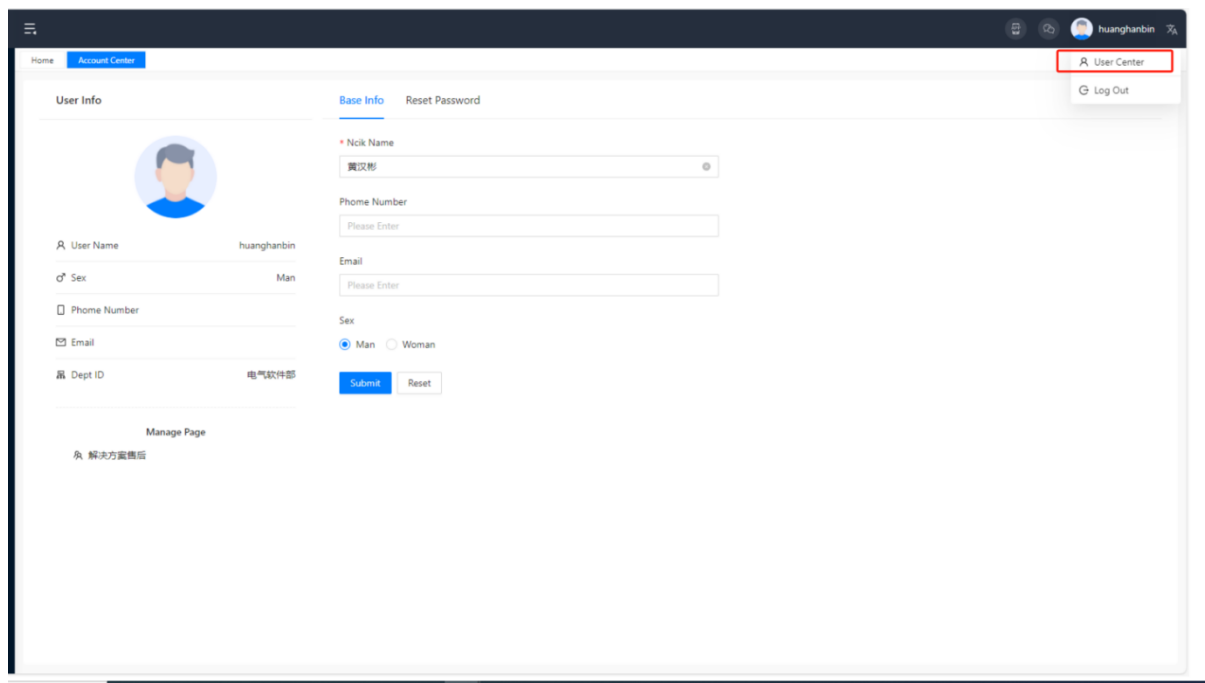 huanghanbin
Home
Account Center
User Center
Log Out
User Info
User Name
huanghanbin
Sex
Man
Phome Number
Email
Dept ID
电气软件部
Manage Page
解决方案售后
Base Info
Reset Password
* Ncik Name
黄汉彬
Phome Number
Please Enter
Email
Please Enter
Sex
Man
Woman
Submit
Reset